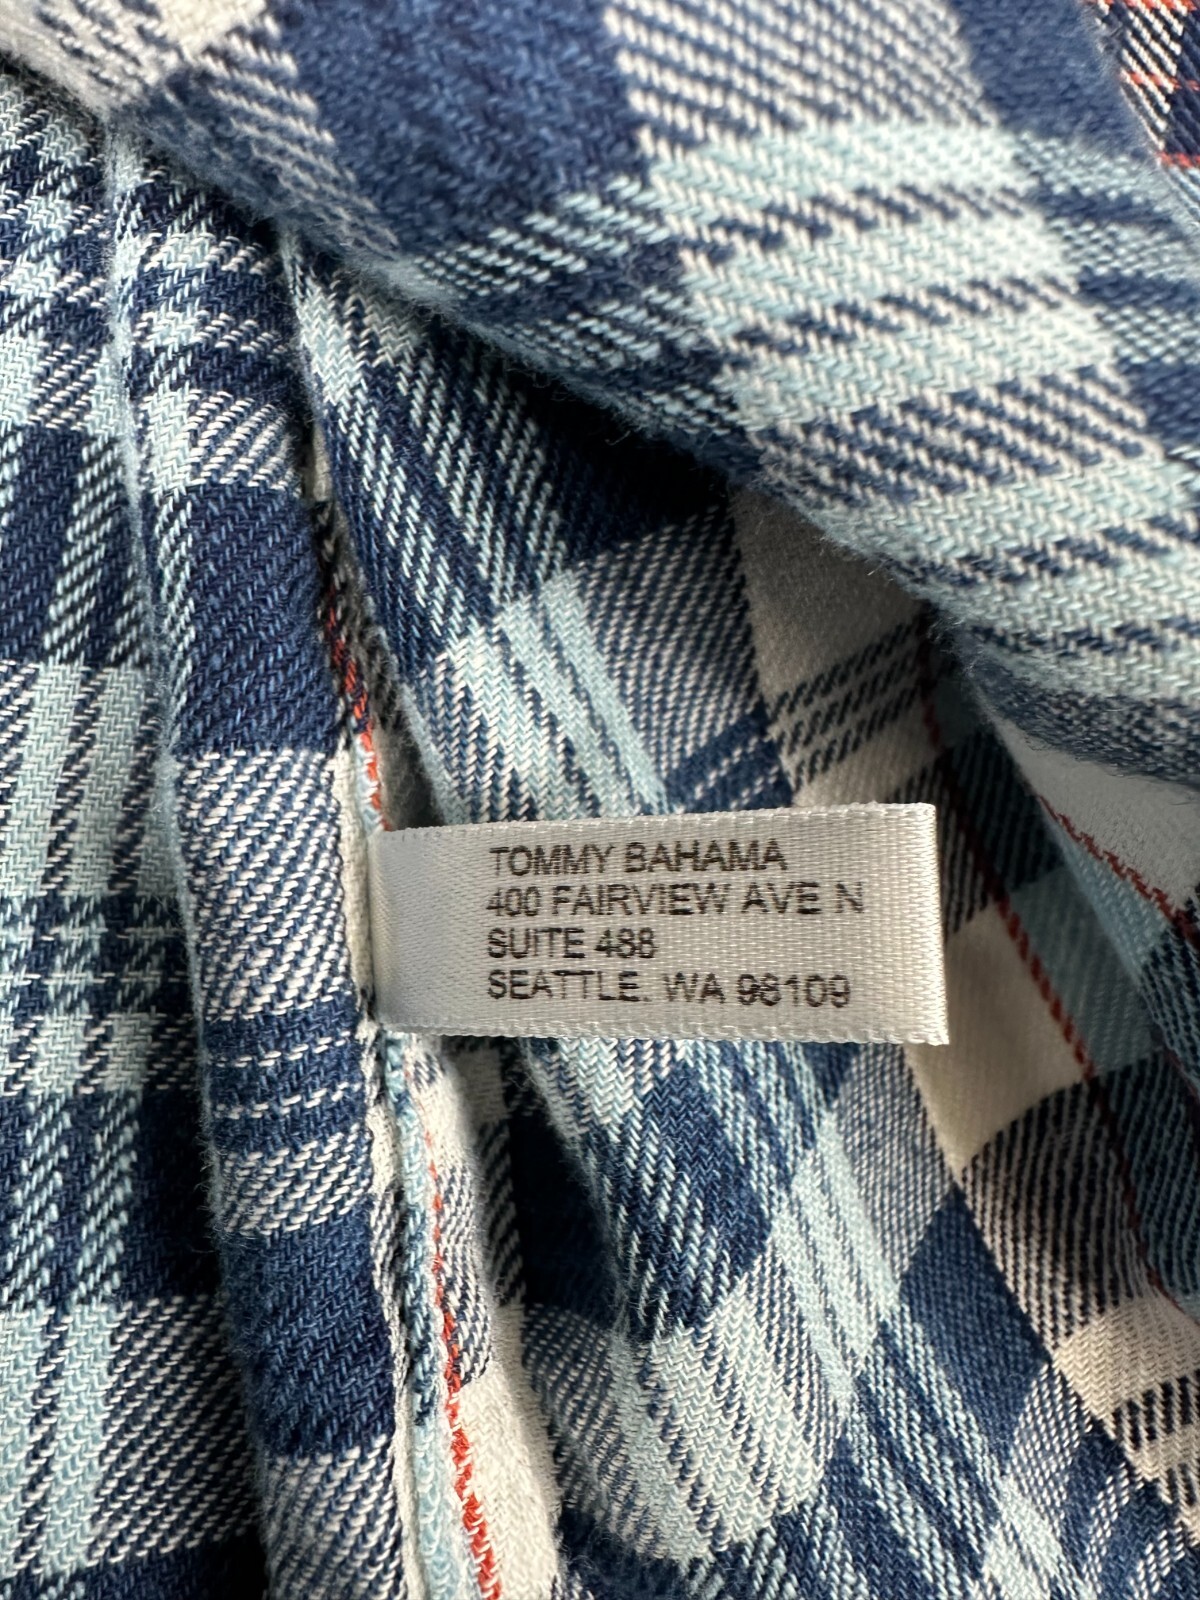 TOMMY BAHAMA
400 FAIRVIEW AVE N
SUITE 488
SEATTLE. WA 98109